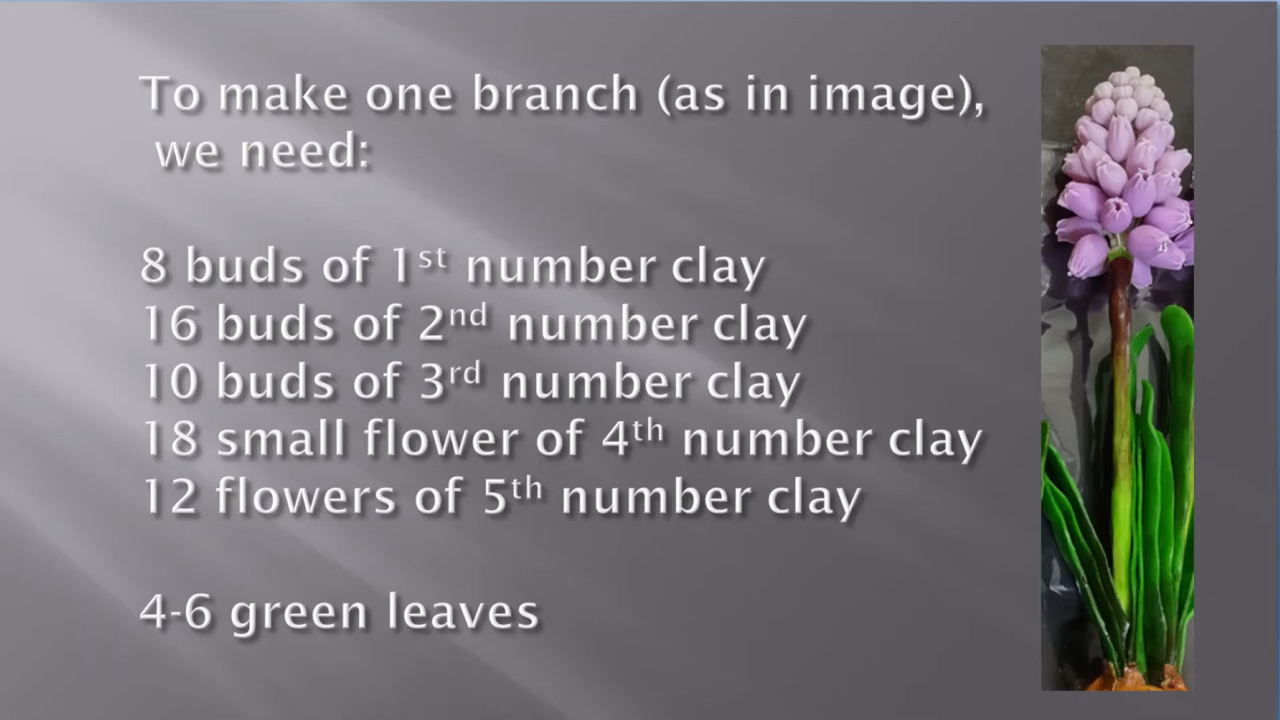 To make one branch (as in image),
we need:
8 buds of 1st number clay
16 buds of 2nd number clay
10 buds of 3rd number clay
18 small flower of 4th number clay
12 flowers of 5th number clay
4-6 green leaves